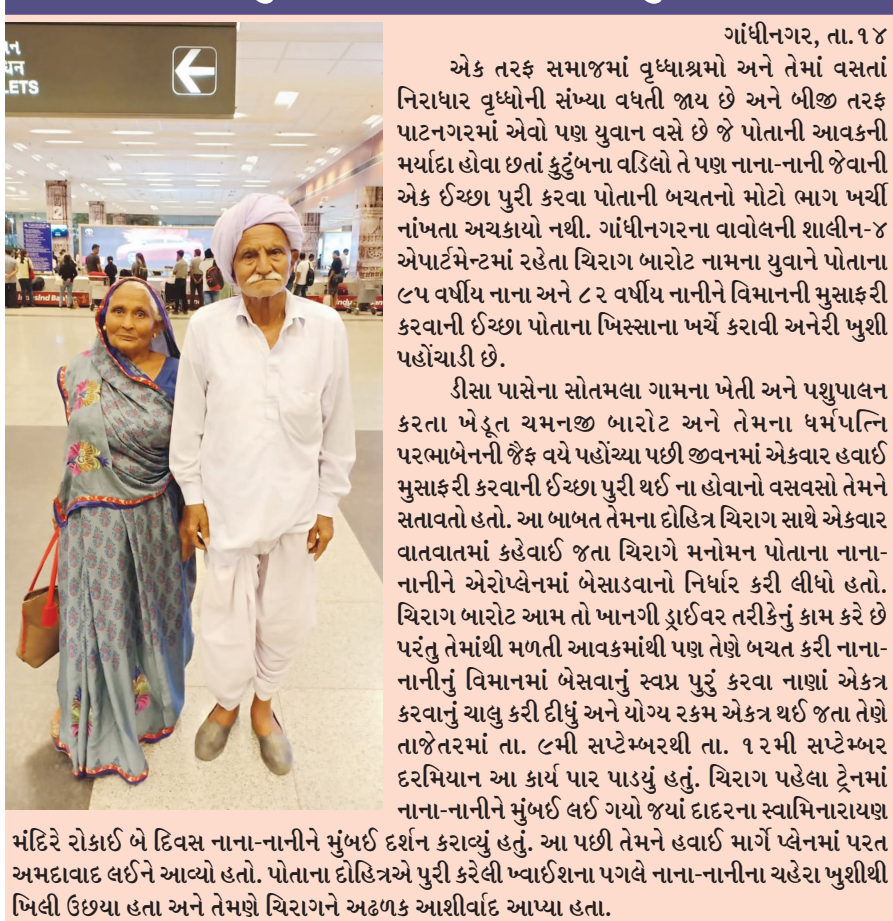 ન
ધન
LETS
IndusInd Bank
ગાંધીનગર, તા.૧૪
એક તરફ સમાજમાં વૃધ્ધાશ્રમો અને તેમાં વસતાં
નિરાધાર વૃધ્ધોની સંખ્યા વધતી જાય છે અને બીજી તરફ
પાટનગરમાં એવો પણ યુવાન વસે છે જે પોતાની આવકની
મર્યાદા હોવા છતાં કુટુંબના વડિલો તે પણ નાના-નાની જેવાની
એક ઈચ્છા પુરી કરવા પોતાની બચતનો મોટો ભાગ ખર્ચી
નાંખતા અચકાયો નથી. ગાંધીનગરના વાવોલની શાલીન-૪
એપાર્ટમેન્ટમાં રહેતા ચિરાગ બારોટ નામના યુવાને પોતાના
૯૫ વર્ષીય નાના અને ૮૨ વર્ષીય નાનીને વિમાનની મુસાફરી
કરવાની ઈચ્છા પોતાના ખિસ્સાના ખર્ચે કરાવી અનેરી ખુશી
પહોંચાડી છે.
ડીસા પાસેના સોતમલા ગામના ખેતી અને પશુપાલન
કરતા ખેડૂત ચમનજી બારોટ અને તેમના ધર્મપત્નિ
પરભાબેનની જૈફ વયે પહોંચ્યા પછી જીવનમાં એકવાર હવાઈ
મુસાફરી કરવાની ઈચ્છા પુરી થઈ ના હોવાનો વસવસો તેમને
સતાવતો હતો. આ બાબત તેમના દોહિત્ર ચિરાગ સાથે એકવાર
વાતવાતમાં કહેવાઈ જતા ચિરાગે મનોમન પોતાના નાના-
નાનીને એરોપ્લેનમાં બેસાડવાનો નિર્ધાર કરી લીધો હતો.
ચિરાગ બારોટ આમ તો ખાનગી ડ્રાઈવર તરીકેનું કામ કરે છે
પરંતુ તેમાંથી મળતી આવકમાંથી પણ તેણે બચત કરી નાના-
નાનીનું વિમાનમાં બેસવાનું સ્વપ્ન પુરું કરવા નાણાં એકત્ર
કરવાનું ચાલુ કરી દીધું અને યોગ્ય રકમ એકત્ર થઈ જતા તેણે
તાજેતરમાં તા. ૯મી સપ્ટેમ્બરથી તા. ૧૨મી સપ્ટેમ્બર
દરમિયાન આ કાર્ય પાર પાડયું હતું. ચિરાગ પહેલા ટ્રેનમાં
નાના-નાનીને મુંબઈ લઈ ગયો જયાં દાદરના સ્વામિનારાયણ
મંદિરે રોકાઈ બે દિવસ નાના-નાનીને મુંબઈ દર્શન કરાવ્યું હતું. આ પછી તેમને હવાઈ માર્ગે પ્લેનમાં પરત
અમદાવાદ લઈને આવ્યો હતો. પોતાના દોહિત્રએ પુરી કરેલી ખ્વાઈશના પગલે નાના-નાનીના ચહેરા ખુશીથી
ખિલી ઉછયા હતા અને તેમણે ચિરાગને અઢળક આશીર્વાદ આપ્યા હતા.